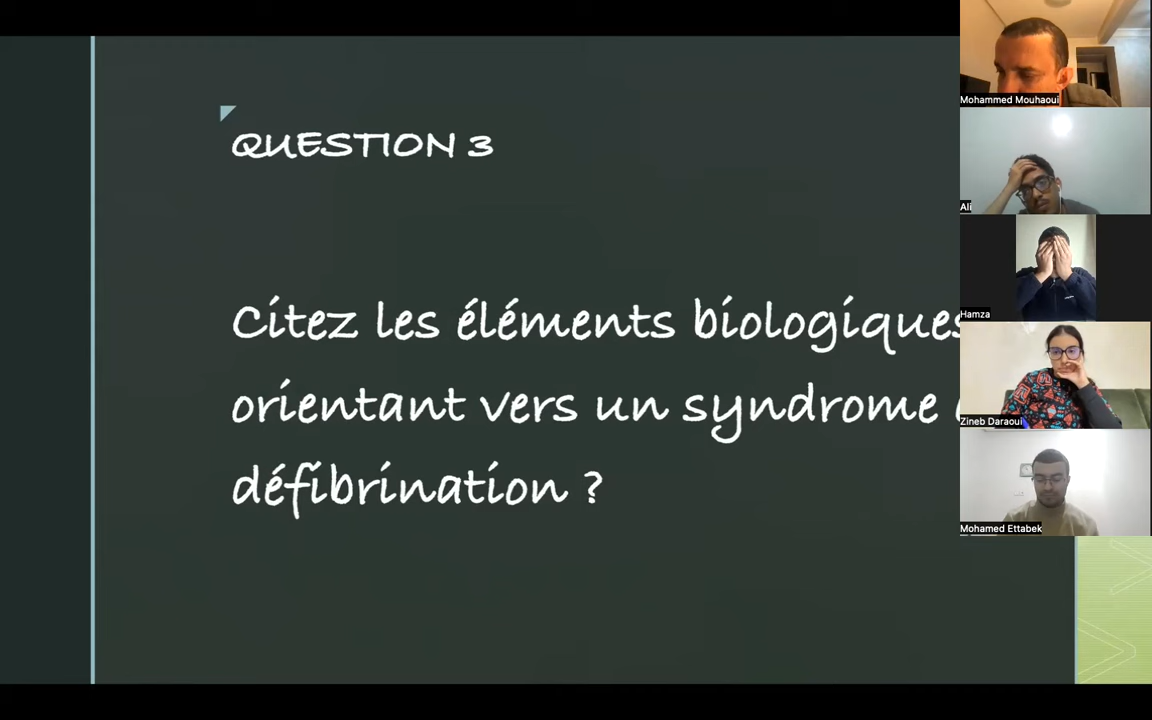 QUESTION 3
Citez les éléments biologiques
orientant vers un syndrome
défibrination ?
Mohammed Mouhaoui
Ali
Hamza
Zineb Daraoui
Mohamed Ettabek